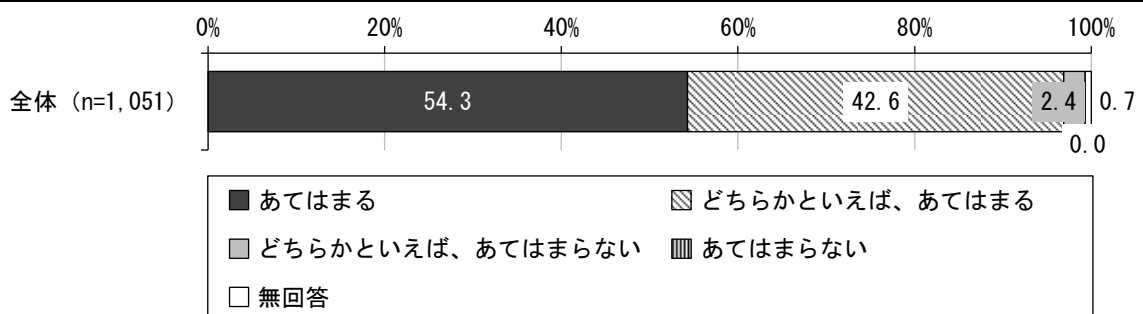 0% 20% 40% 60% 80% 100%
全体 (n=1,051) 54.3 42.6 2.4 0.7
0.0
■ あてはまる どちらかといえば、あてはまる
どちらかといえば、あてはまらない あてはまらない
無回答